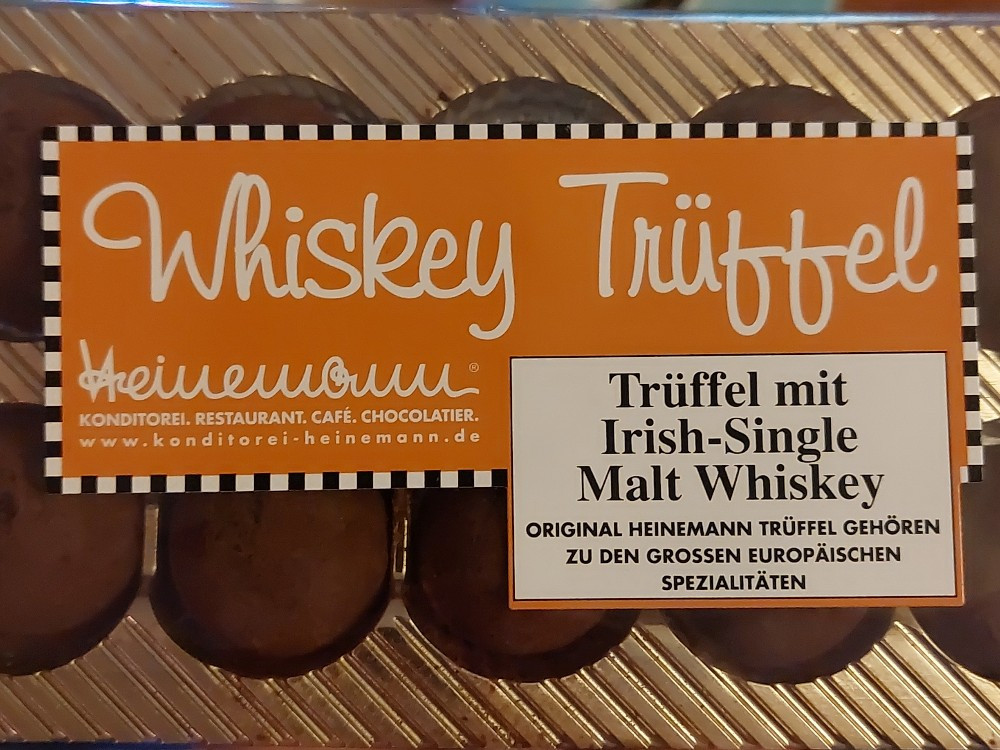 Whiskey Trüffel
Heinemann®
KONDITOREI. RESTAURANT. CAFÉ. CHOCOLATIER.
www.konditorei-heinemann.de
Trüffel mit
Irish-Single
Malt Whiskey
ORIGINAL HEINEMANN TRÜFFEL GEHÖREN
ZU DEN GROSSEN EUROPÄISCHEN
SPEZIALITÄTEN